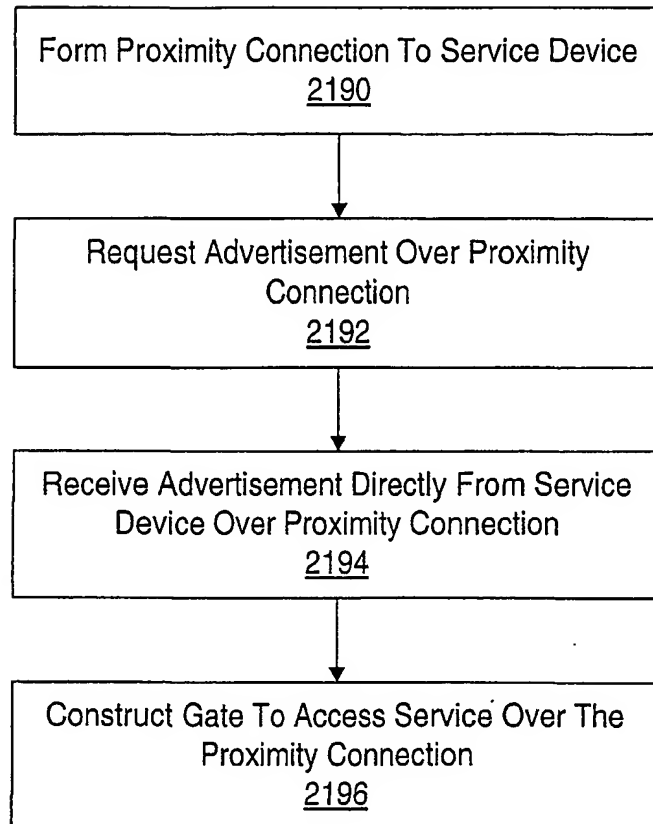 Form Proximity Connection To Service Device
2190
Request Advertisement Over Proximity
Connection
2192
Receive Advertisement Directly From Service
Device Over Proximity Connection
2194
Construct Gate To Access Service Over The
Proximity Connection
2196